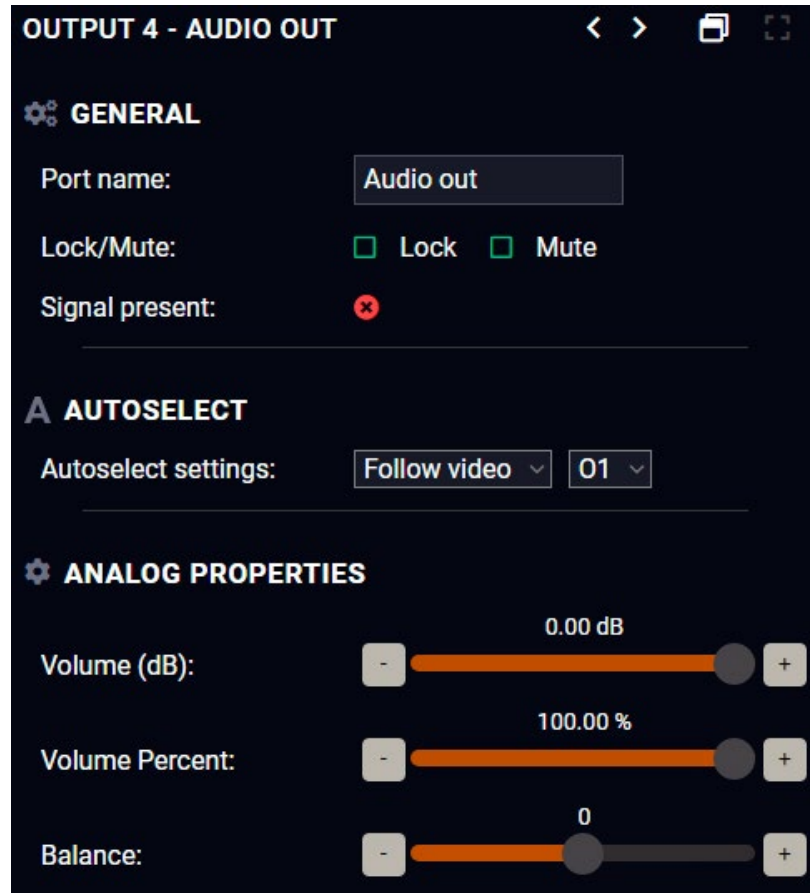 OUTPUT 4 - AUDIO OUT
GENERAL
Port name: Audio out
Lock/Mute: Lock Mute
Signal present:
A AUTOSELECT
Autoselect settings: Follow video O1
ANALOG PROPERTIES
0.00 dB
Volume (dB): - +
100.00 %
Volume Percent: - +
0
Balance: - +